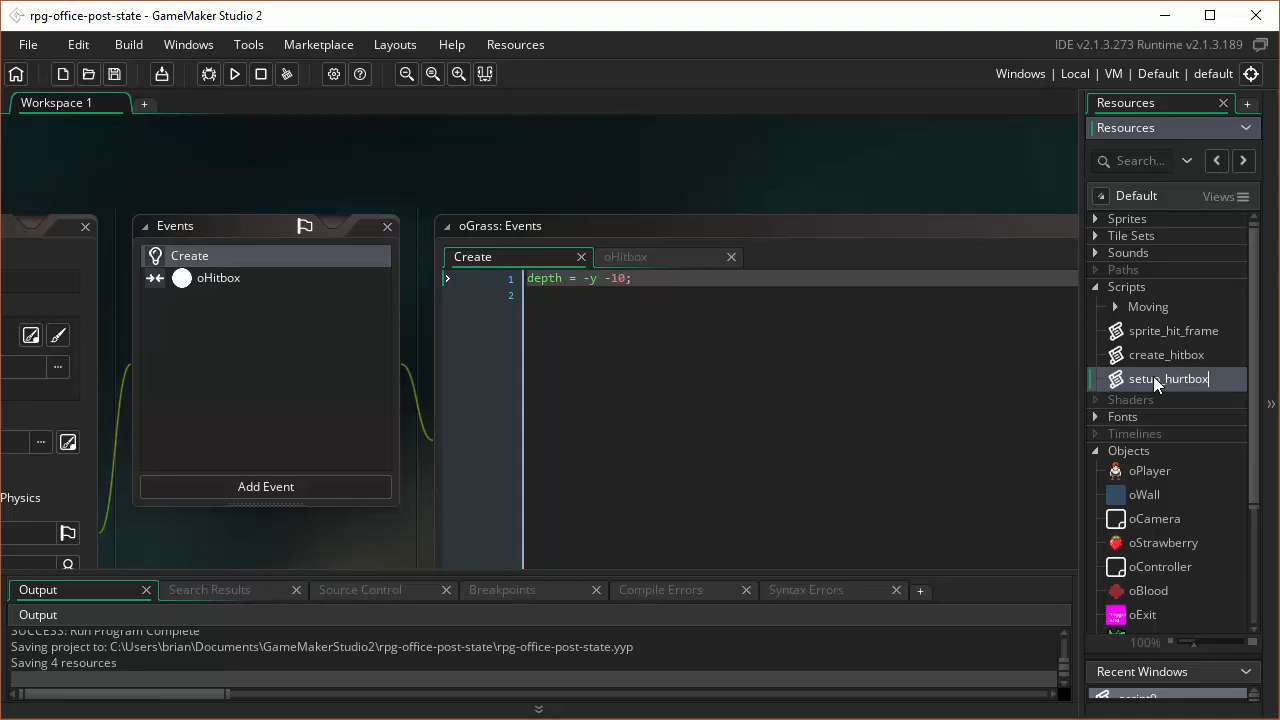 rpg-office-post-state - GameMaker Studio 2
File Edit Build Windows Tools Marketplace Layouts Help Resources
IDE v2.1.3.273 Runtime v2.1.3.189
Windows | Local | VM | Default | default
Workspace 1
+
Events
Create
oHitbox
Add Event
Physics
oGrass: Events
Create
oHitbox
1 depth = -y -10;
2
Resources
+
Resources
Search...
Default
Views
Sprites
Tile Sets
Sounds
Paths
Scripts
Moving
sprite_hit_frame
create_hitbox
setup_hurtbox
Shaders
Fonts
Timelines
Objects
oPlayer
oWall
oCamera
oStrawberry
oController
oBlood
oExit
100%
Recent Windows
script0
Output
Search Results
Source Control
Breakpoints
Compile Errors
Syntax Errors
+
Output
SUCCESS: Run Program Complete
Saving project to: C:\Users\brian\Documents\GameMakerStudio2\rpg-office-post-state\rpg-office-post-state.yyp
Saving 4 resources